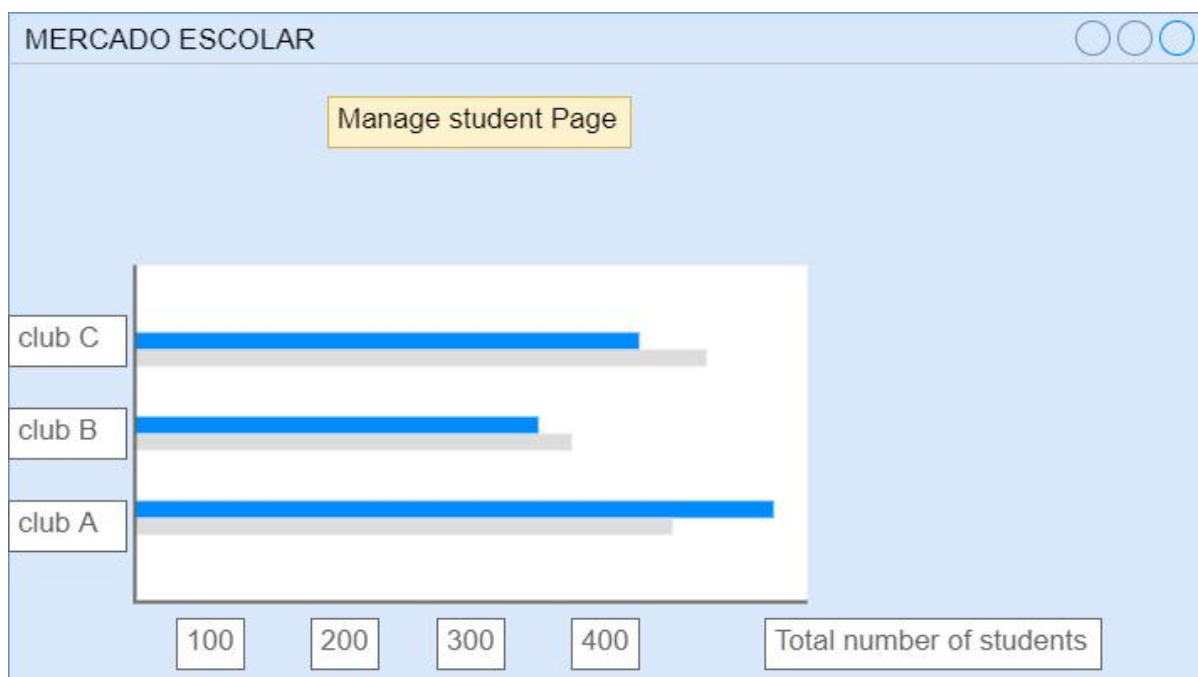 MERCADO ESCOLAR
Manage student Page
club C
club B
club A
100 200 300 400 Total number of students